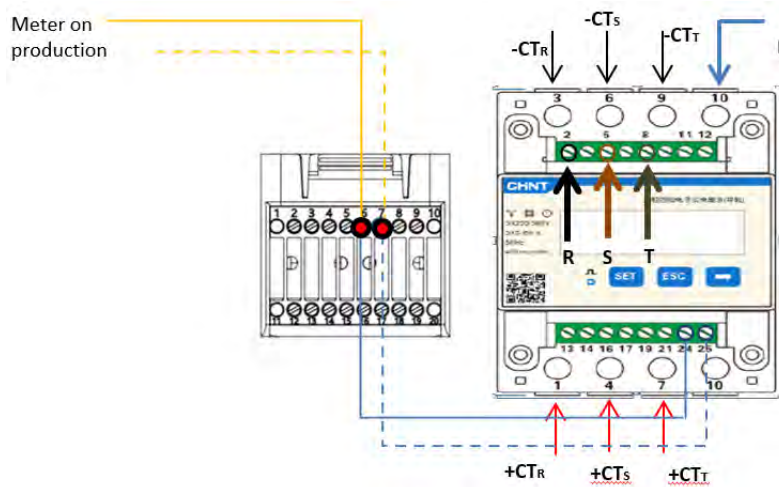 Meter on
production
-CTR
-CTS
-CTT
3 6 9 10
2 5 8 11 12
CHNT
R S T
SET ESC
1 2 3 4 5 6 7 8 9 10
11 12 13 14 15 16 17 18 19 20
13 14 16 17 19 21 24 25
1 4 7 10
+CTR +CTS +CTT